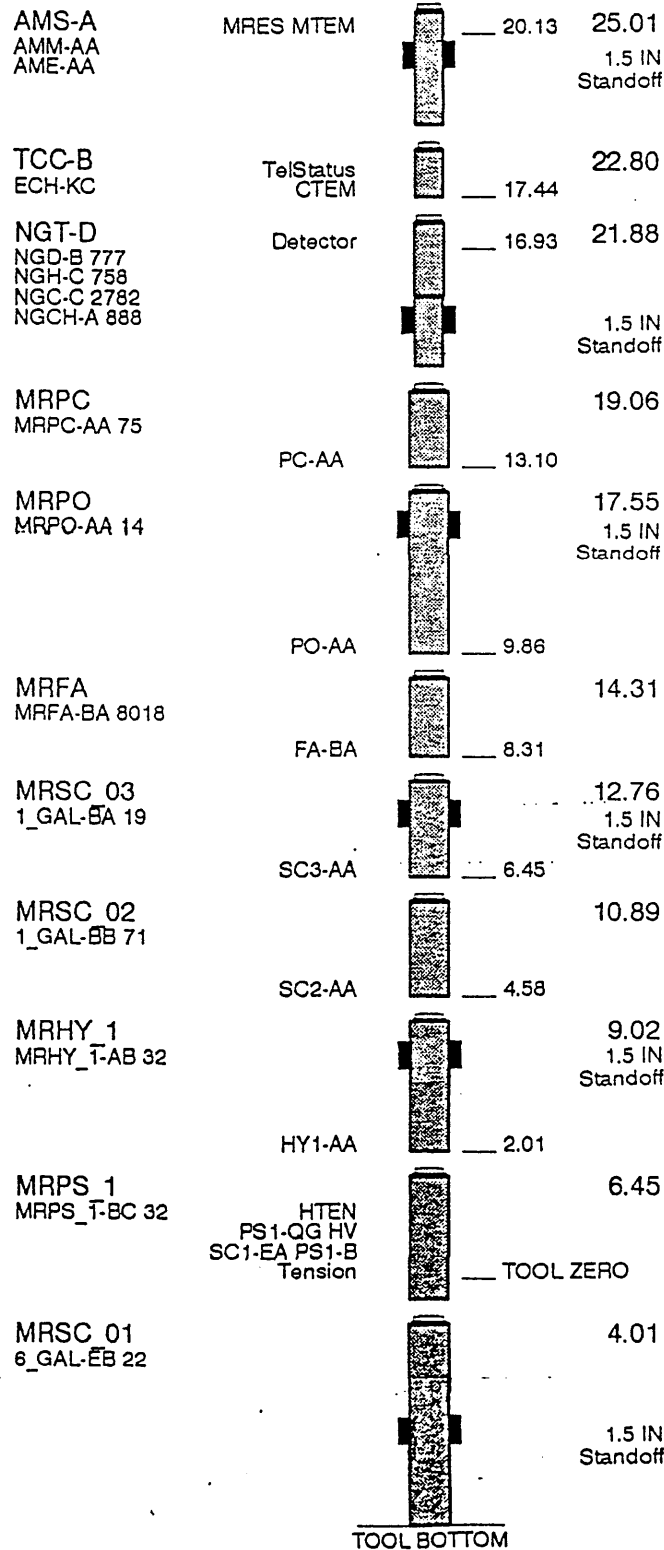 AMS-A MRES MTEM 20.13 25.01
AMM-AA 1.5 IN
AME-AA Standoff
TCC-B TelStatus 22.80
ECH-KC CTEM 17.44
NGT-D Detector 16.93 21.88
NGD-B 777
NGH-C 758
NGC-C 2782
NGCH-A 888 1.5 IN
Standoff
MRPC 19.06
MRPC-AA 75
PC-AA 13.10
MRPO 17.55
MRPO-AA 14 1.5 IN
Standoff
PO-AA 9.86
MRFA 14.31
MRFA-BA 8018
FA-BA 8.31
MRSC_03 12.76
1_GAL-BA 19 1.5 IN
Standoff
SC3-AA 6.45
MRSC_02 10.89
1_GAL-BB 71
SC2-AA 4.58
MRHY_1 9.02
MRHY_1-AB 32 1.5 IN
Standoff
HY1-AA 2.01
MRPS_1 6.45
MRPS_1-BC 32 HTEN
PS1-QG HV
SC1-EA PS1-B
Tension TOOL ZERO
MRSC_01 4.01
6_GAL-EB 22
1.5 IN
Standoff
TOOL BOTTOM